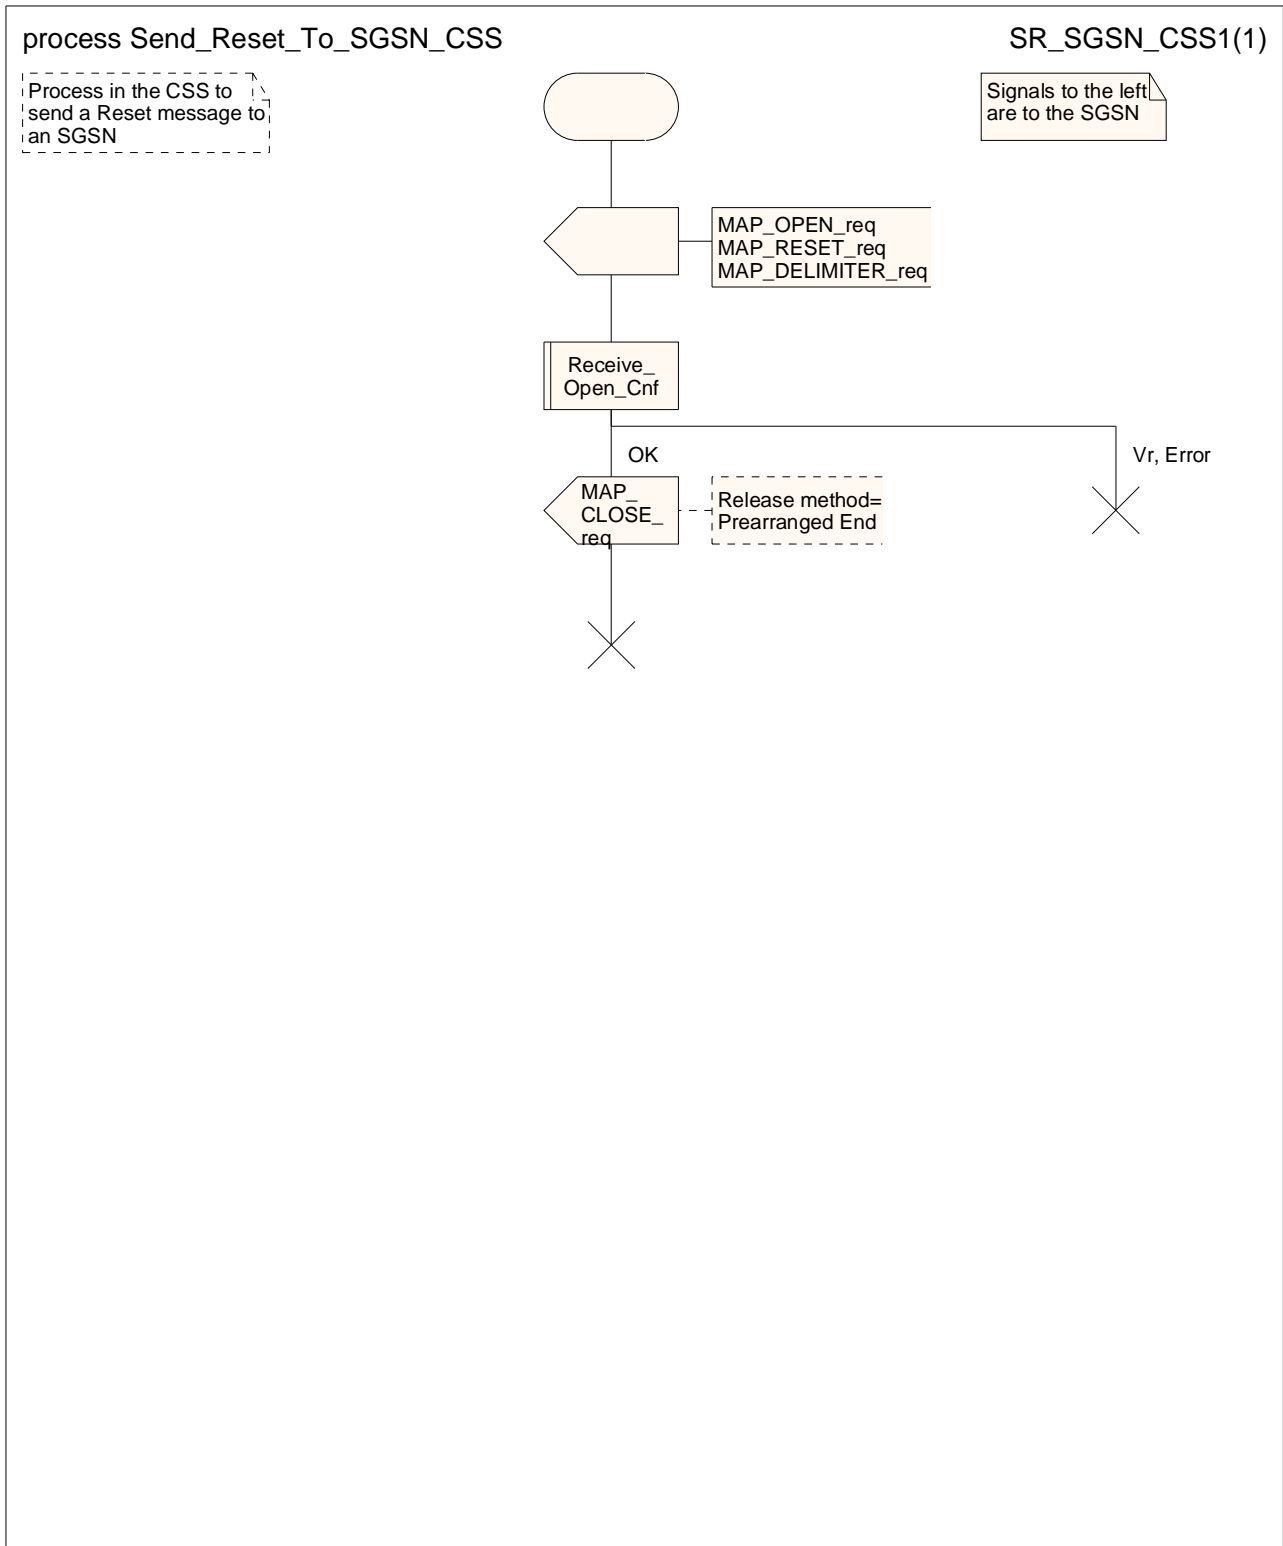 process Send_Reset_To_SGSN_CSS
SR_SGSN_CSS1(1)
Process in the CSS to
send a Reset message to
an SGSN
Signals to the left
are to the SGSN
MAP_OPEN_req
MAP_RESET_req
MAP_DELIMITER_req
Receive_
Open_Cnf
OK
Vr, Error
MAP_
CLOSE_
req
Release method=
Prearranged End